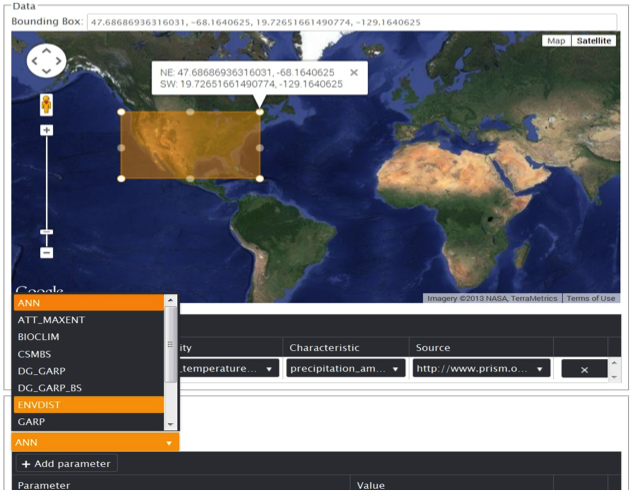 Data
Bounding Box: 47.68686936316031, -68.1640625, 19.72651661490774, -129.1640625
Map Satellite
NE: 47.68686936316031, -68.1640625 ×
SW: 19.72651661490774, -129.1640625
Google
Imagery ©2013 NASA, TerraMetrics Terms of Use
ANN
ATT_MAXENT
BIOCLIM
CSMBS
DG_GARP
DG_GARP_BS
ENVDIST
GARP
ity Characteristic Source
_temperature... precipitation_am... http://www.prism.o... ×
ANN
+ Add parameter
Parameter Value